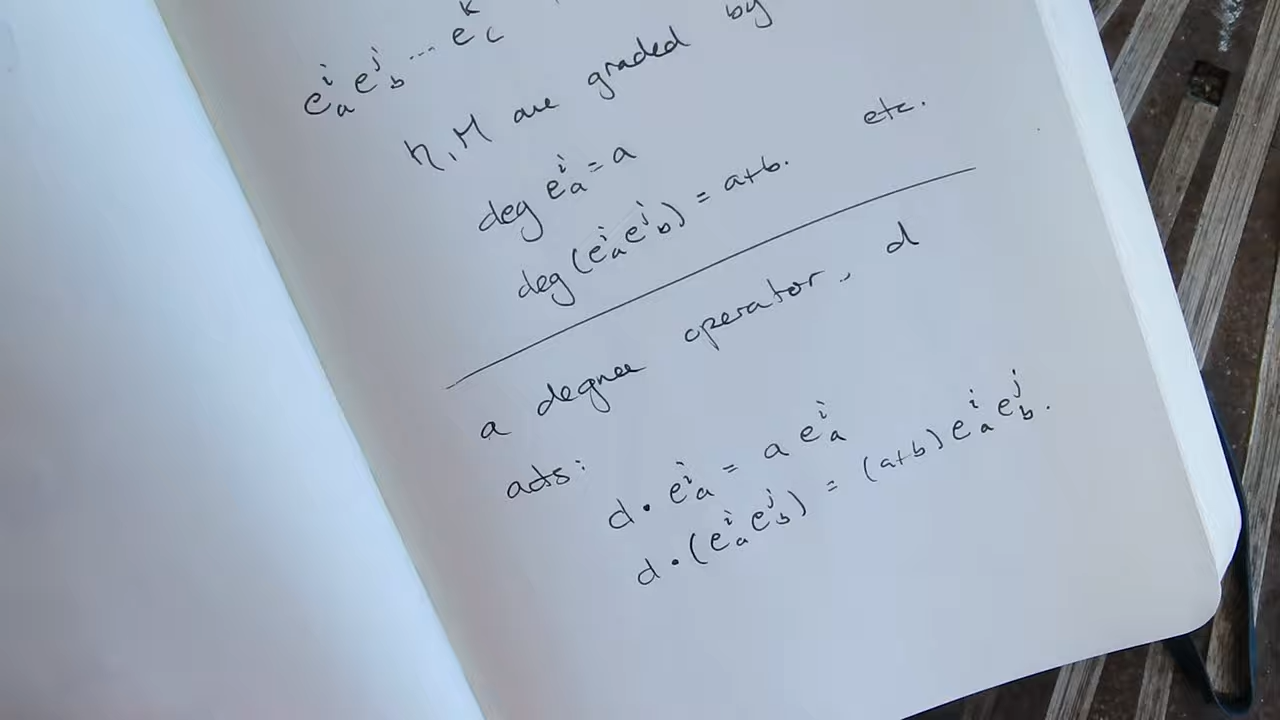 e^i_a e^j_b ... e^k_c
η, M are graded by
deg e^i_a = a
deg (e^i_a e^j_b) = a+b. etc.
a degree operator, d
acts:
d • e^i_a = a e^i_a
d • (e^i_a e^j_b) = (a+b) e^i_a e^j_b.